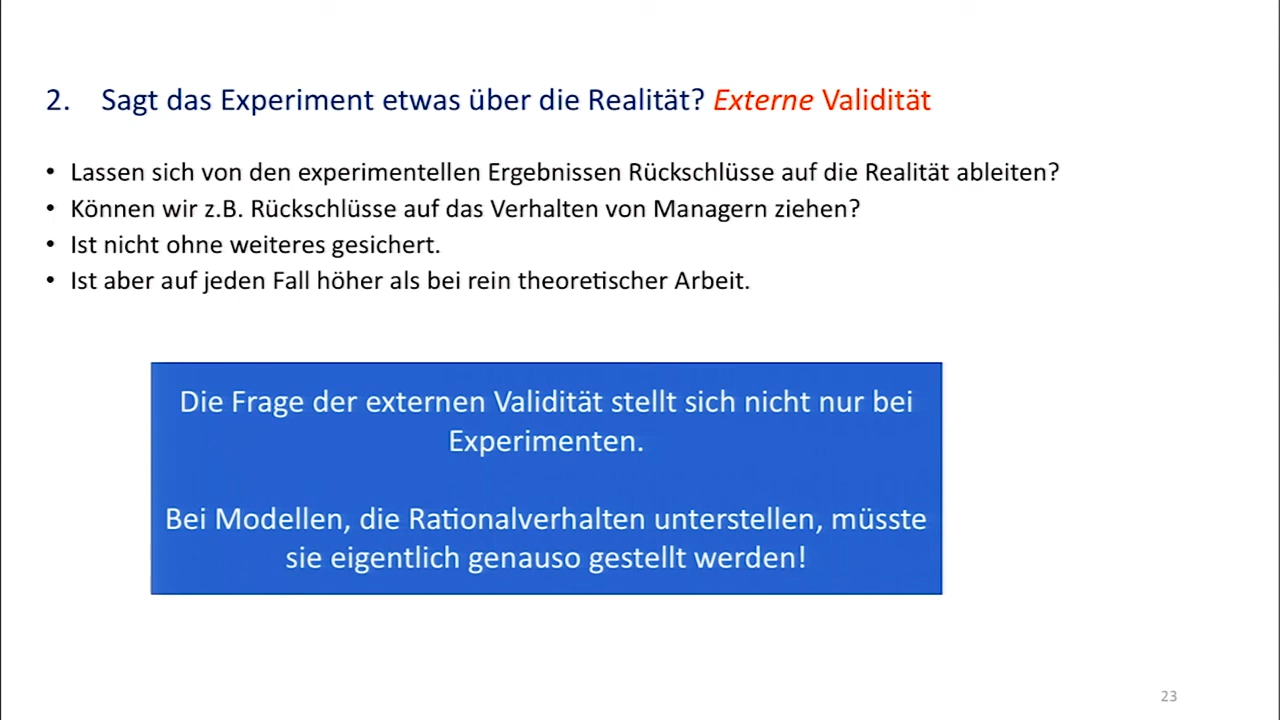 2. Sagt das Experiment etwas über die Realität? Externe Validität
• Lassen sich von den experimentellen Ergebnissen Rückschlüsse auf die Realität ableiten?
• Können wir z.B. Rückschlüsse auf das Verhalten von Managern ziehen?
• Ist nicht ohne weiteres gesichert.
• Ist aber auf jeden Fall höher als bei rein theoretischer Arbeit.
Die Frage der externen Validität stellt sich nicht nur bei
Experimenten.
Bei Modellen, die Rationalverhalten unterstellen, müsste
sie eigentlich genauso gestellt werden!
23